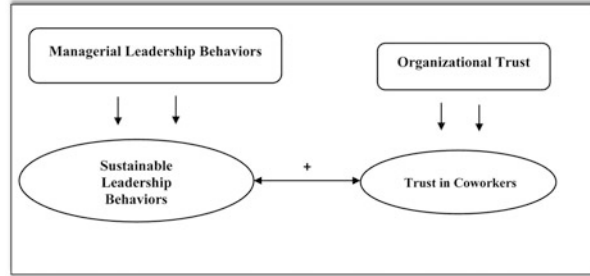 Managerial Leadership Behaviors
Organizational Trust
Sustainable
Leadership
Behaviors
+
Trust in Coworkers